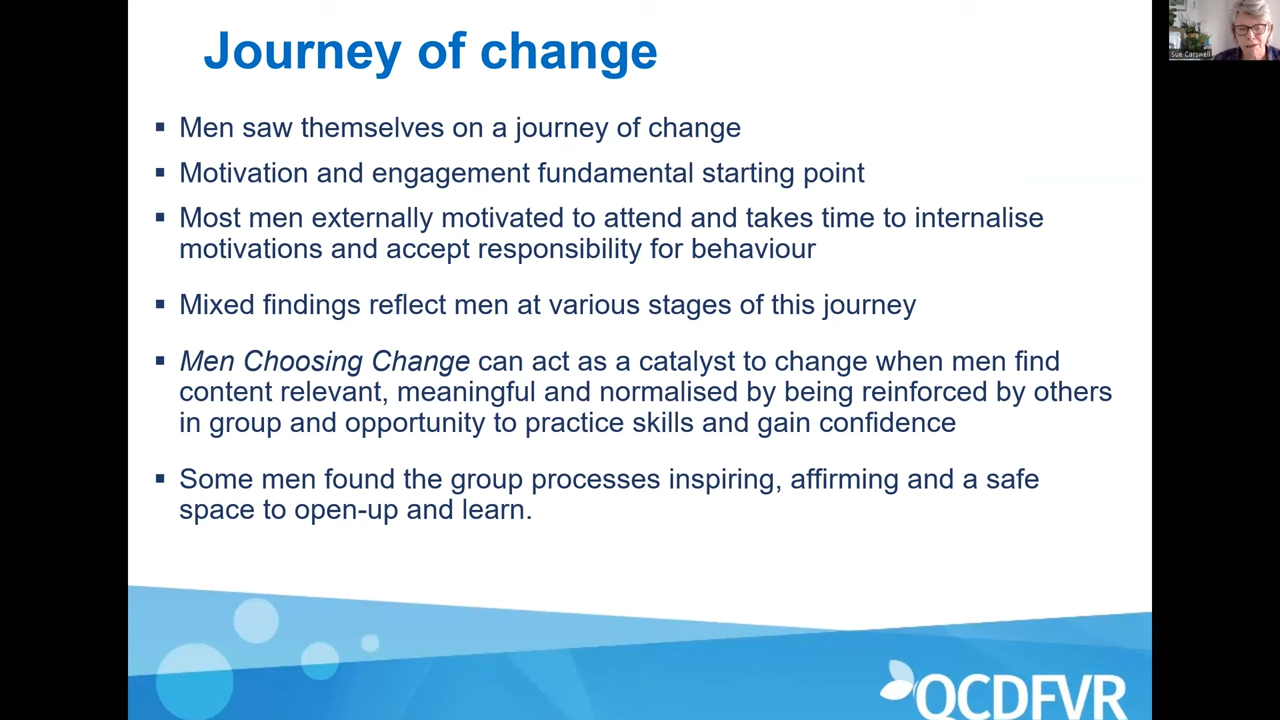 Journey of change
Sue Carswell
▪ Men saw themselves on a journey of change
▪ Motivation and engagement fundamental starting point
▪ Most men externally motivated to attend and takes time to internalise
motivations and accept responsibility for behaviour
▪ Mixed findings reflect men at various stages of this journey
▪ Men Choosing Change can act as a catalyst to change when men find
content relevant, meaningful and normalised by being reinforced by others
in group and opportunity to practice skills and gain confidence
▪ Some men found the group processes inspiring, affirming and a safe
space to open-up and learn.
QCDFVR